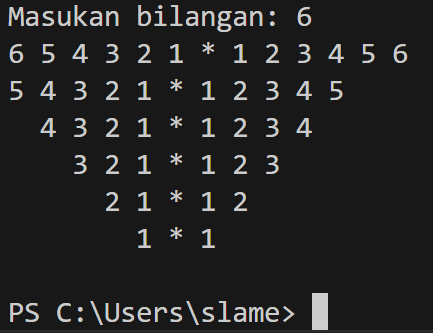 Masukan bilangan: 6
6 5 4 3 2 1 * 1 2 3 4 5 6
5 4 3 2 1 * 1 2 3 4 5
  4 3 2 1 * 1 2 3 4
    3 2 1 * 1 2 3
      2 1 * 1 2
        1 * 1
PS C:\Users\slame>